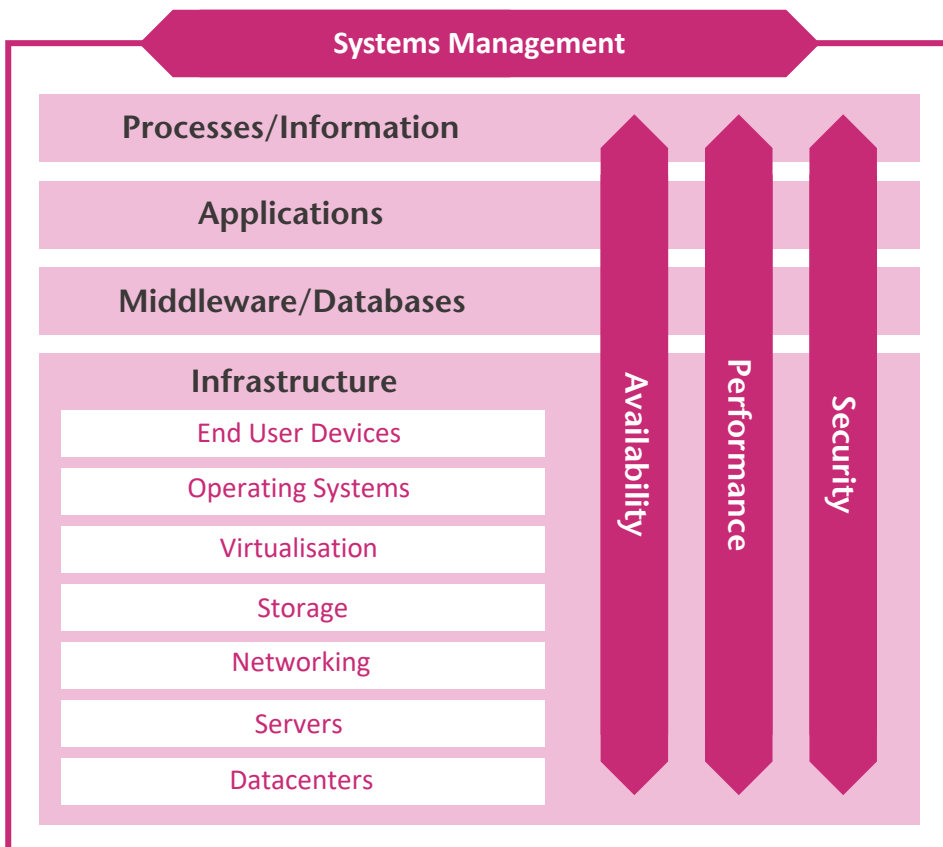 Systems Management
Processes/Information
Applications
Middleware/Databases
Infrastructure
End User Devices
Operating Systems
Virtualisation
Storage
Networking
Servers
Datacenters
Availability
Performance
Security